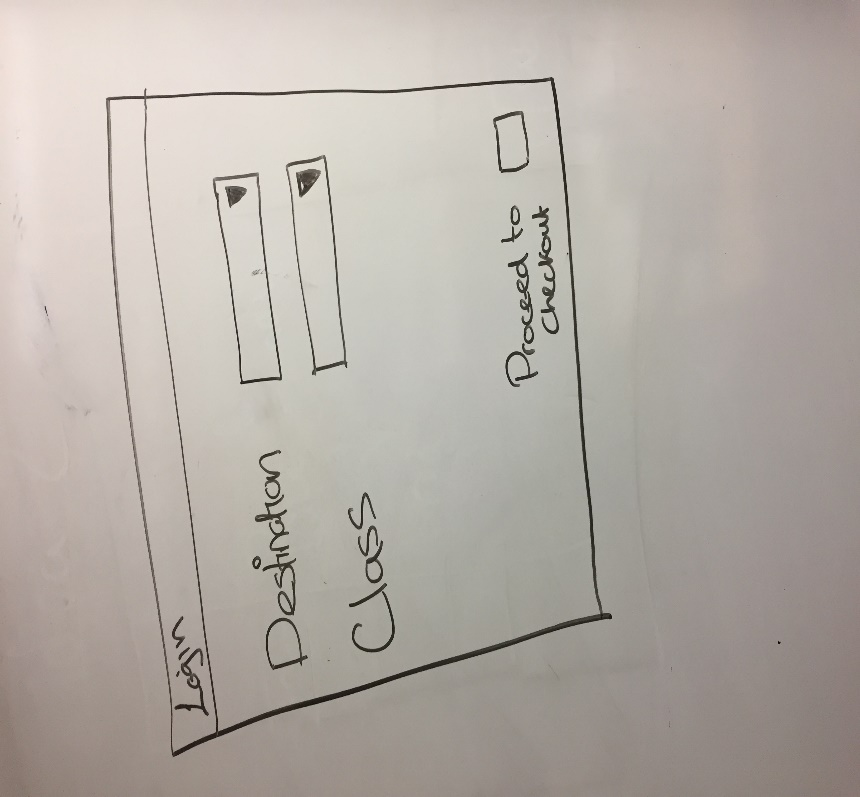 Login
Destination
Class
Proceed to
checkout